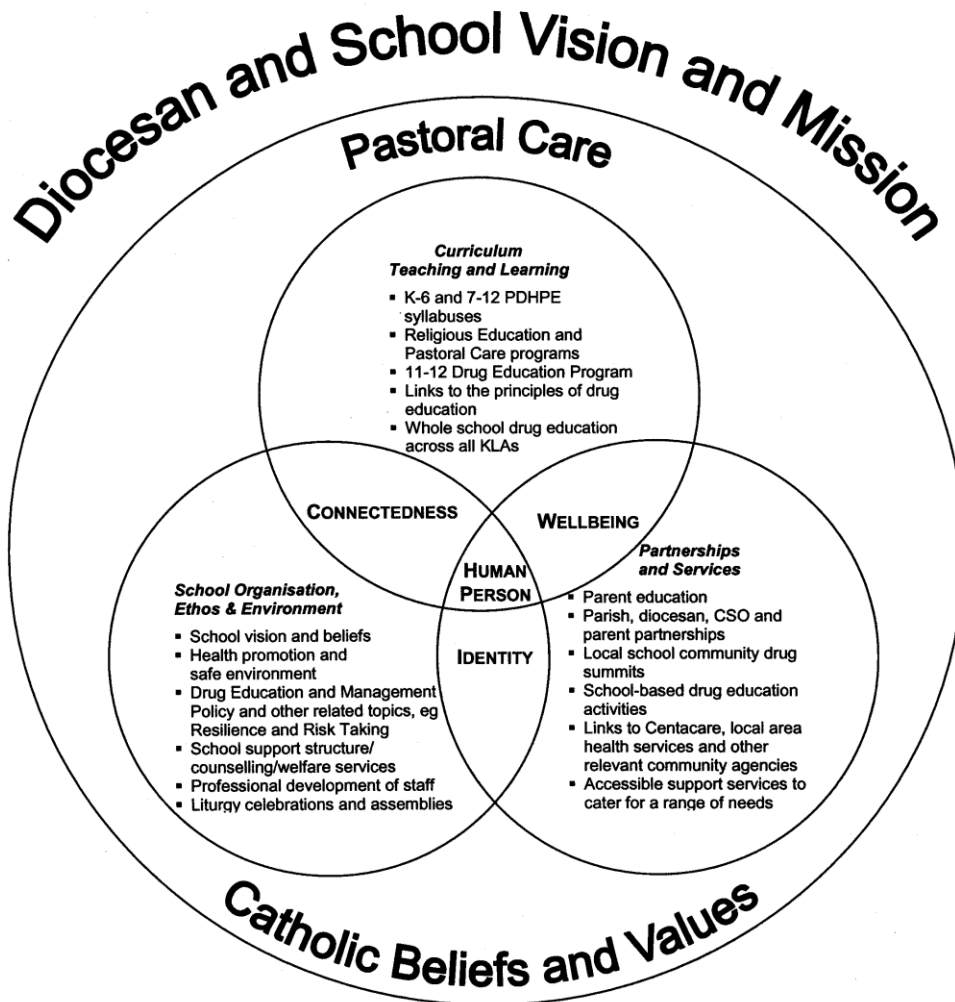 Diocesan and School Vision and Mission
Pastoral Care
Curriculum
Teaching and Learning
▪ K-6 and 7-12 PDHPE
syllabuses
▪ Religious Education and
Pastoral Care programs
▪ 11-12 Drug Education Program
▪ Links to the principles of drug
education
▪ Whole school drug education
across all KLAs
CONNECTEDNESS
WELLBEING
HUMAN
PERSON
IDENTITY
School Organisation,
Ethos & Environment
▪ School vision and beliefs
▪ Health promotion and
safe environment
▪ Drug Education and Management
Policy and other related topics, eg
Resilience and Risk Taking
▪ School support structure/
counselling/welfare services
▪ Professional development of staff
▪ Liturgy celebrations and assemblies
Partnerships
and Services
▪ Parent education
▪ Parish, diocesan, CSO and
parent partnerships
▪ Local school community drug
summits
▪ School-based drug education
activities
▪ Links to Centacare, local area
health services and other
relevant community agencies
▪ Accessible support services to
cater for a range of needs
Catholic Beliefs and Values